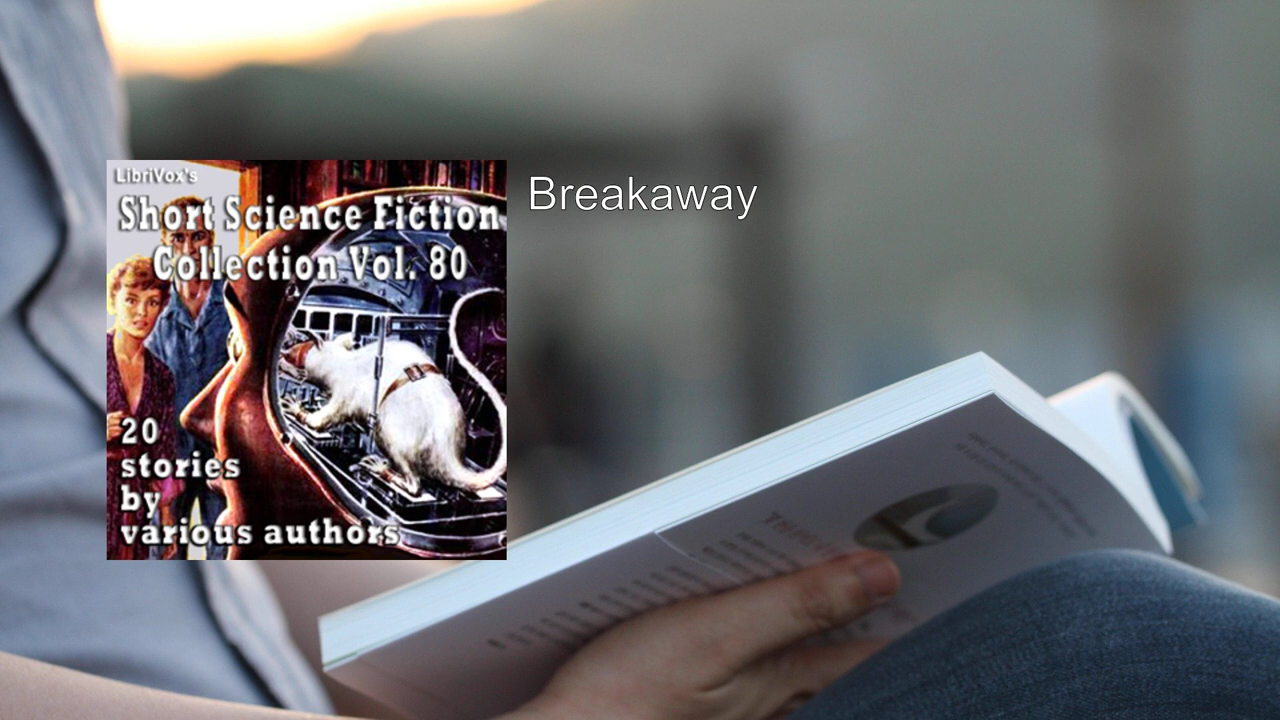 LibriVox's
Short Science Fiction
Collection Vol. 80
20
stories
by
various authors
Breakaway